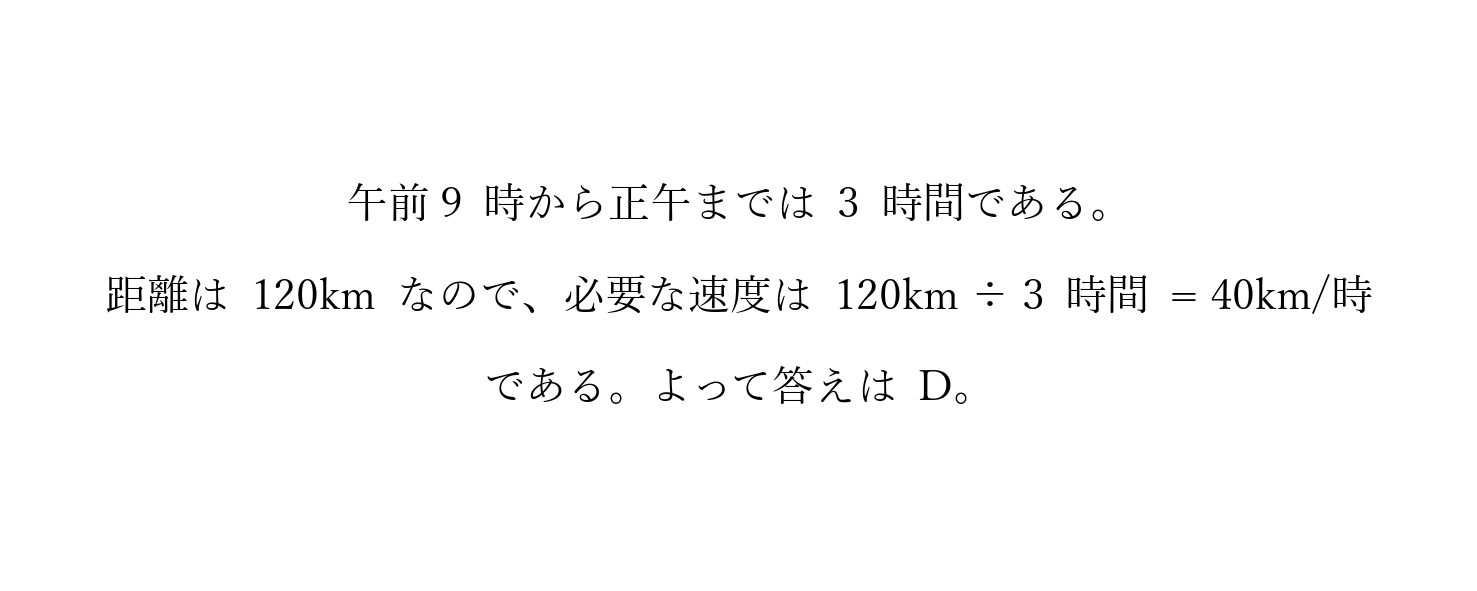 午前 9 時から正午までは 3 時間である。
距離は 120km なので、必要な速度は 120km ÷ 3 時間 = 40km/時
である。よって答えは D。